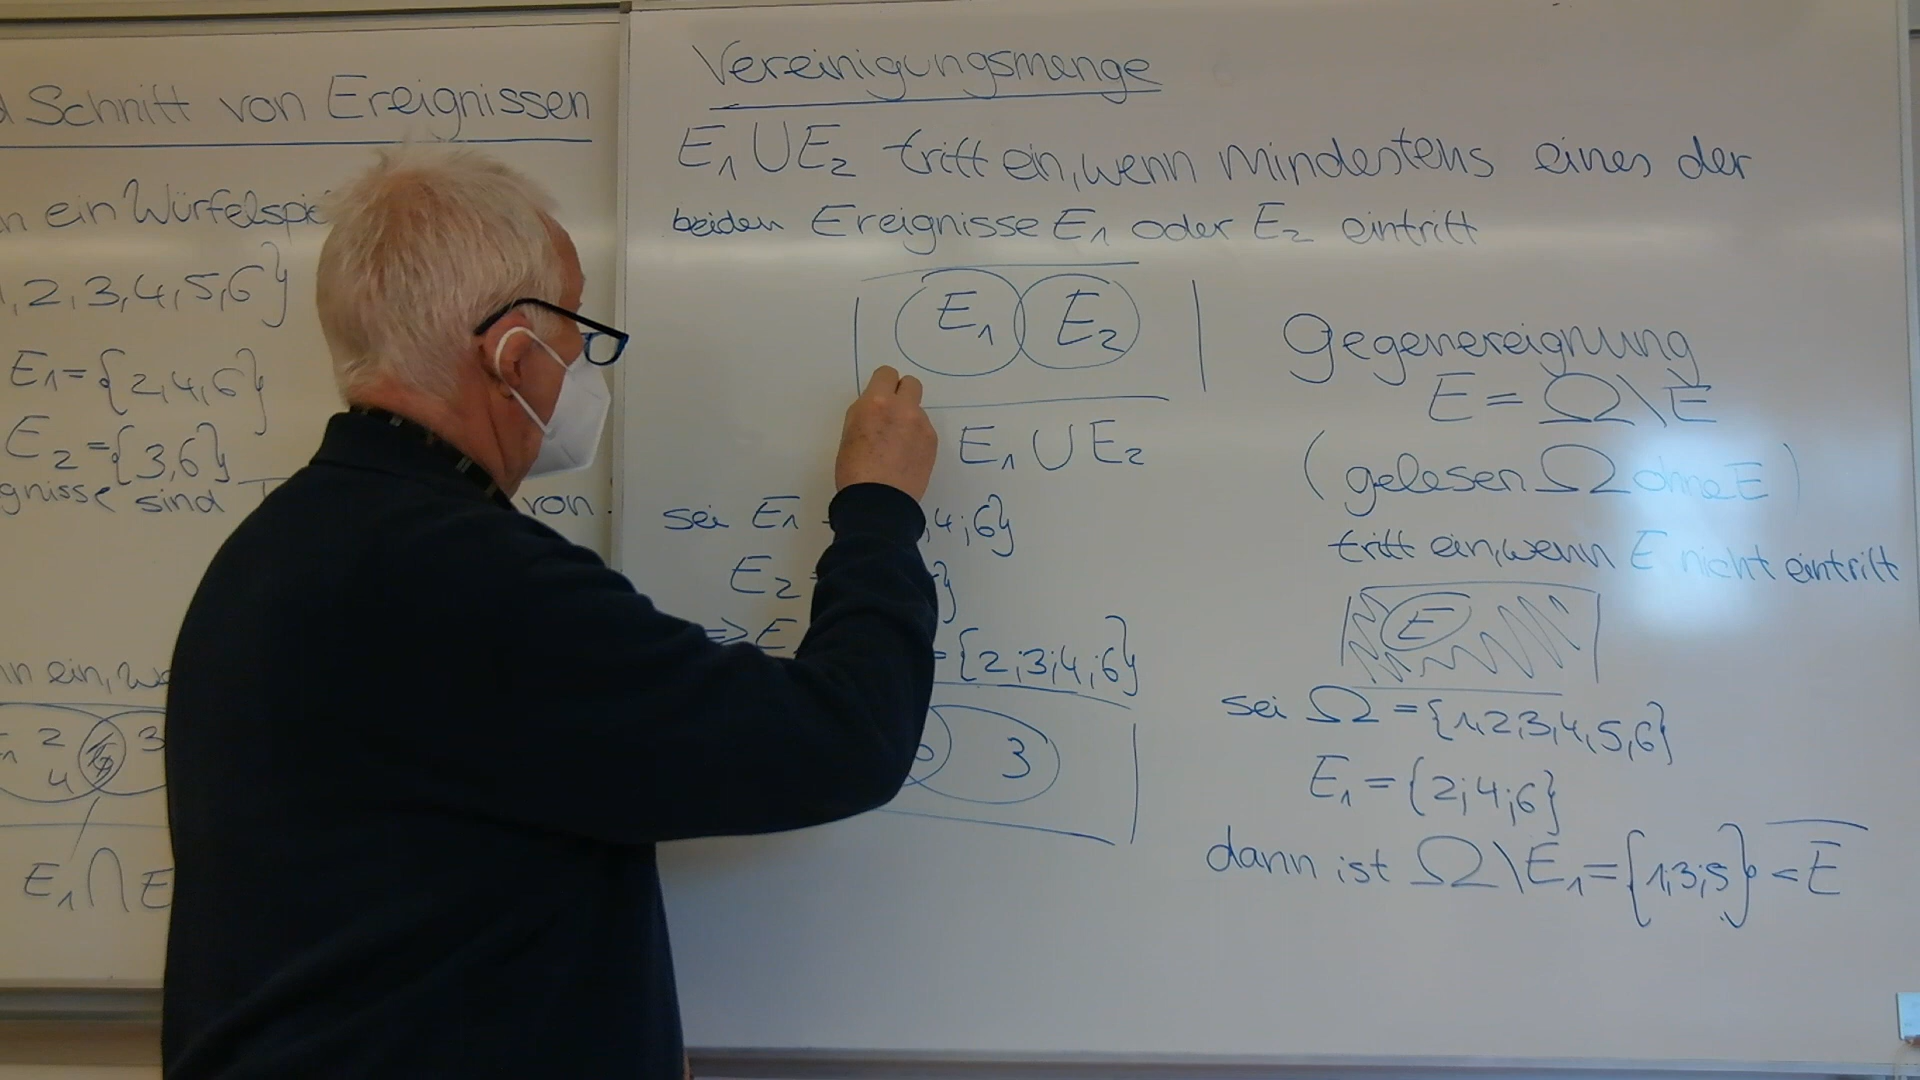 Schnitt von Ereignissen
n ein Würfelspie
, 2, 3, 4, 5, 6}
E₁={2,4,6}
E₂={3,6}
gnisse sind von
n ein, we
2 3
4
E₁∩E
Vereinigungsmenge
E₁∪E₂ tritt ein, wenn mindestens eines der
beiden Ereignisse E₁ oder E₂ eintritt
E₁ E₂
E₁∪E₂
sei E₁ ;4;6}
E₂ }
⇒E ={2;3;4;6}
3
Gegenereignung
E = Ω\E
(gelesen Ω ohne E)
tritt ein, wenn E nicht eintritt
E
sei Ω = {1,2,3,4,5,6}
E₁ = {2;4;6}
dann ist Ω\E₁={1;3;5} = E̅